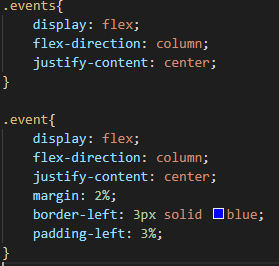 .events{
    display: flex;
    flex-direction: column;
    justify-content: center;
}

.event{
    display: flex;
    flex-direction: column;
    justify-content: center;
    margin: 2%;
    border-left: 3px solid blue;
    padding-left: 3%;
}